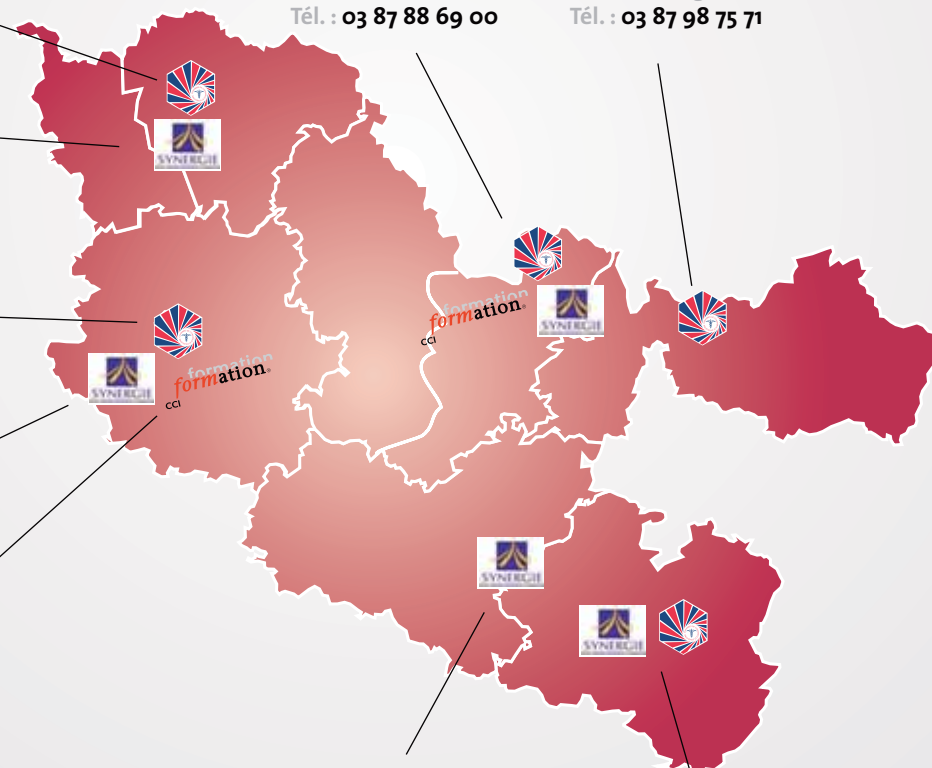 Tél. : 03 87 88 69 00
Tél. : 03 87 98 75 71
SYNERGIE
formation
formation®
CCI
SYNERGIE
formation
formation®
CCI
SYNERGIE
SYNERGIE
SYNERGIE